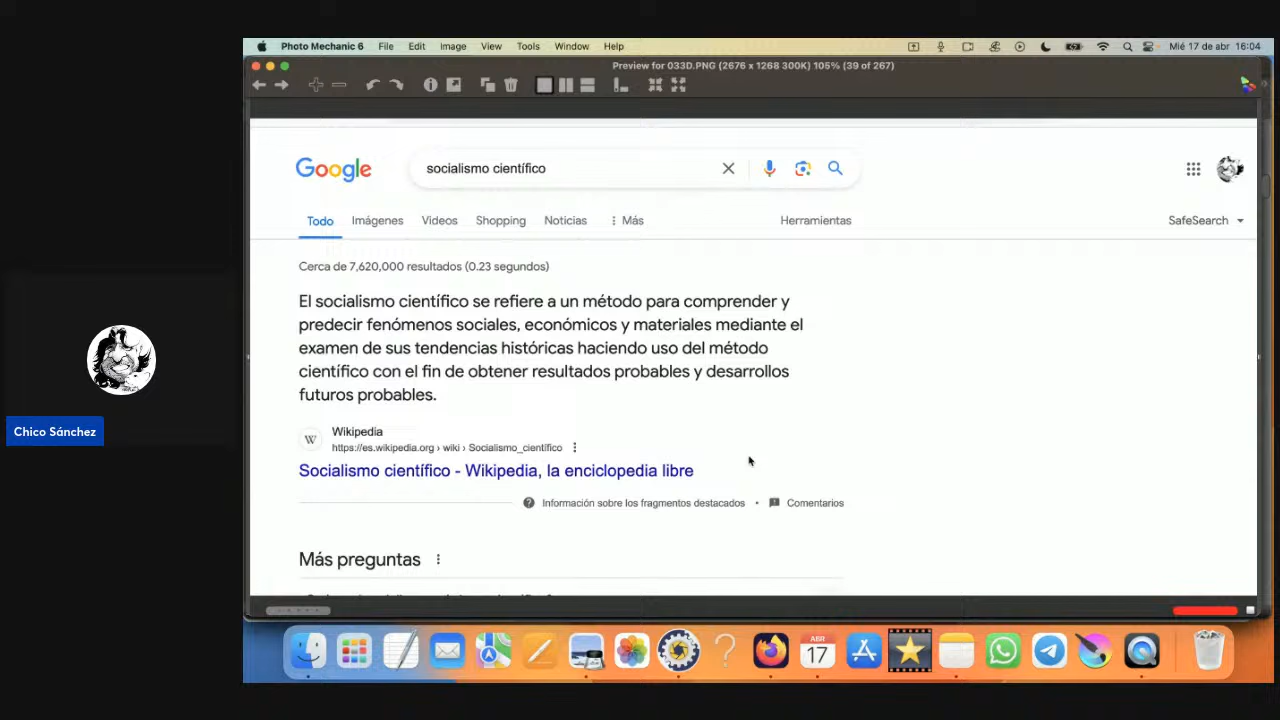 Photo Mechanic 6 File Edit Image View Tools Window Help Mié 17 de abr 16:04
Preview for 033D.PNG (2676 x 1268 300K) 105% (39 of 267)
Google
socialismo científico
Todo Imágenes Videos Shopping Noticias Más Herramientas SafeSearch
Cerca de 7,620,000 resultados (0.23 segundos)
El socialismo científico se refiere a un método para comprender y
predecir fenómenos sociales, económicos y materiales mediante el
examen de sus tendencias históricas haciendo uso del método
científico con el fin de obtener resultados probables y desarrollos
futuros probables.
Chico Sánchez
W
Wikipedia
https://es.wikipedia.org › wiki › Socialismo_científico
Socialismo científico - Wikipedia, la enciclopedia libre
Información sobre los fragmentos destacados • Comentarios
Más preguntas
ABR
17